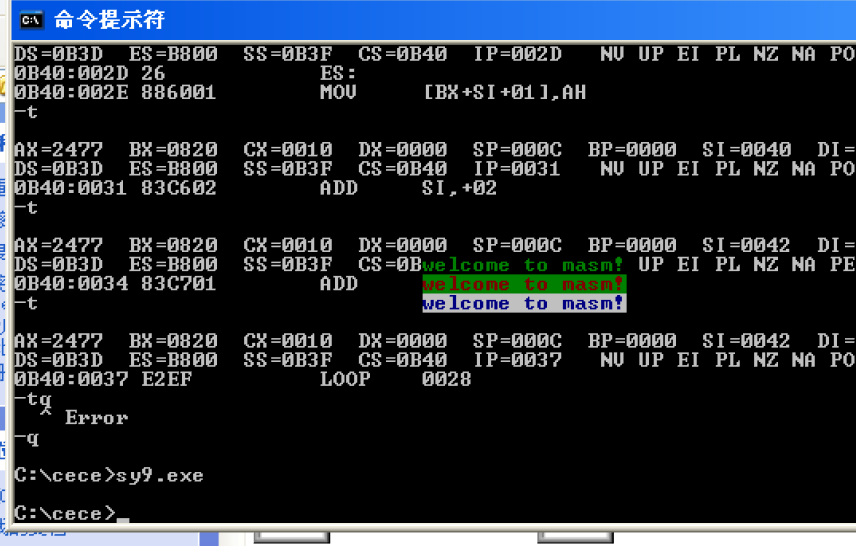 命令提示符
DS=0B3D ES=B800 SS=0B3F CS=0B40 IP=002D NV UP EI PL NZ NA PO
0B40:002D 26 ES:
0B40:002E 886001 MOV [BX+SI+01],AH
-t
AX=2477 BX=0820 CX=0010 DX=0000 SP=000C BP=0000 SI=0040 DI=
DS=0B3D ES=B800 SS=0B3F CS=0B40 IP=0031 NV UP EI PL NZ NA PO
0B40:0031 83C602 ADD SI,+02
-t
AX=2477 BX=0820 CX=0010 DX=0000 SP=000C BP=0000 SI=0042 DI=
DS=0B3D ES=B800 SS=0B3F CS=0B welcome to masm! UP EI PL NZ NA PE
0B40:0034 83C701 ADD welcome to masm!
-t welcome to masm!
AX=2477 BX=0820 CX=0010 DX=0000 SP=000C BP=0000 SI=0042 DI=
DS=0B3D ES=B800 SS=0B3F CS=0B40 IP=0037 NV UP EI PL NZ NA PO
0B40:0037 E2EF LOOP 0028
-tq
^ Error
-q
C:\cece>sy9.exe
C:\cece>_